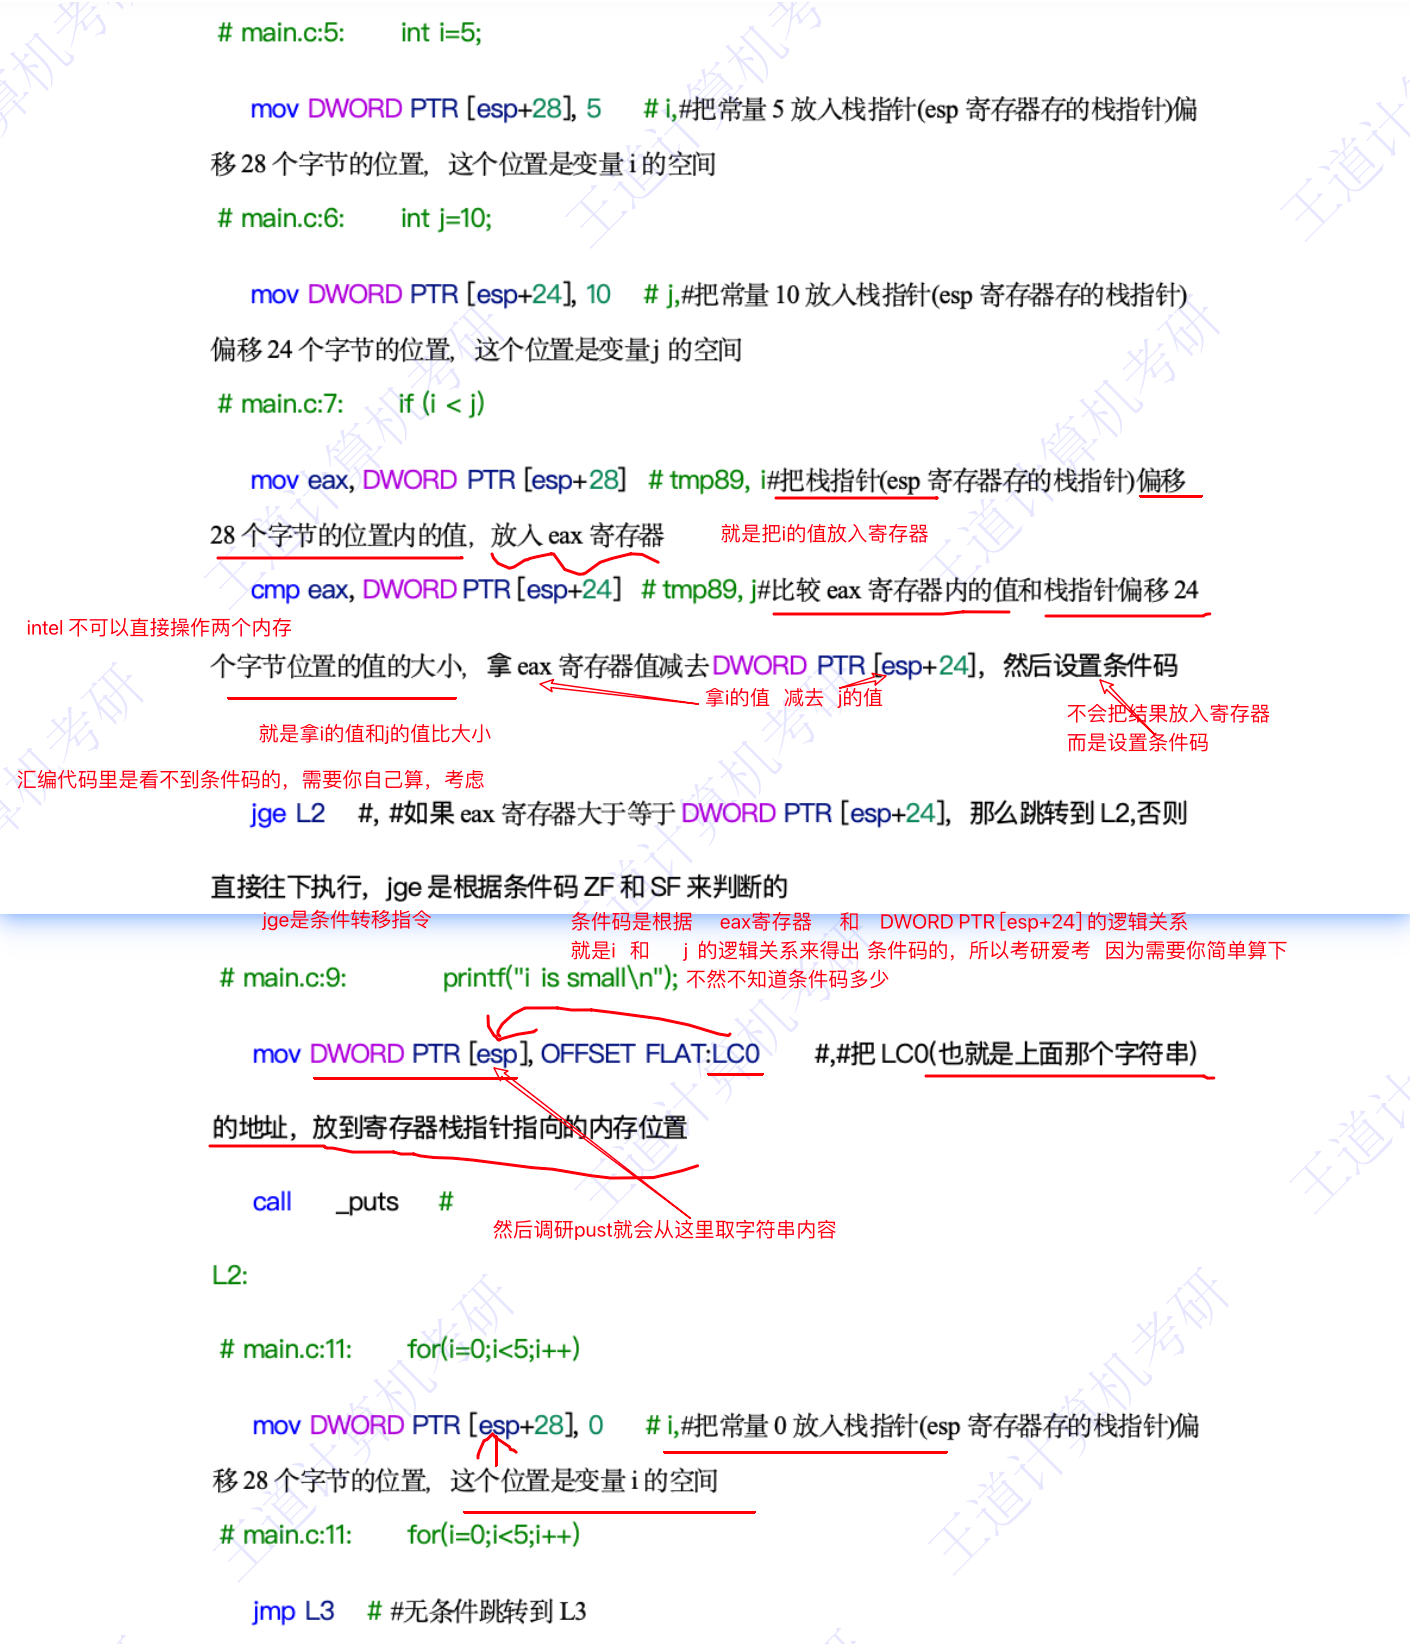 # main.c:5: int i=5;
mov DWORD PTR [esp+28], 5 # i,#把常量 5 放入栈指针(esp 寄存器存的栈指针)偏
移 28 个字节的位置，这个位置是变量 i 的空间
# main.c:6: int j=10;
mov DWORD PTR [esp+24], 10 # j,#把常量 10 放入栈指针(esp 寄存器存的栈指针)
偏移 24 个字节的位置，这个位置是变量 j 的空间
# main.c:7: if (i < j)
mov eax, DWORD PTR [esp+28] # tmp89, i#把栈指针(esp 寄存器存的栈指针)偏移
28 个字节的位置内的值，放入 eax 寄存器 就是把i的值放入寄存器
cmp eax, DWORD PTR [esp+24] # tmp89, j#比较 eax 寄存器内的值和栈指针偏移 24
intel 不可以直接操作两个内存
个字节位置的值的大小，拿 eax 寄存器值减去 DWORD PTR [esp+24]，然后设置条件码
拿i的值 减去 j的值
不会把结果放入寄存器
就是拿i的值和j的值比大小
而是设置条件码
汇编代码里是看不到条件码的，需要你自己算，考虑
jge L2 #, #如果 eax 寄存器大于等于 DWORD PTR [esp+24]，那么跳转到 L2,否则
直接往下执行，jge 是根据条件码 ZF 和 SF 来判断的
jge是条件转移指令 条件码是根据 eax寄存器 和 DWORD PTR [esp+24] 的逻辑关系
就是i 和 j 的逻辑关系来得出 条件码的，所以考研爱考 因为需要你简单算下
# main.c:9: printf("i is small\n"); 不然不知道条件码多少
mov DWORD PTR [esp], OFFSET FLAT:LC0 #,#把 LC0(也就是上面那个字符串)
的地址，放到寄存器栈指针指向的内存位置
call _puts #
然后调研pust就会从这里取字符串内容
L2:
# main.c:11: for(i=0;i<5;i++)
mov DWORD PTR [esp+28], 0 # i,#把常量 0 放入栈指针(esp 寄存器存的栈指针)偏
移 28 个字节的位置，这个位置是变量 i 的空间
# main.c:11: for(i=0;i<5;i++)
jmp L3 # #无条件跳转到 L3
王道计算机考研